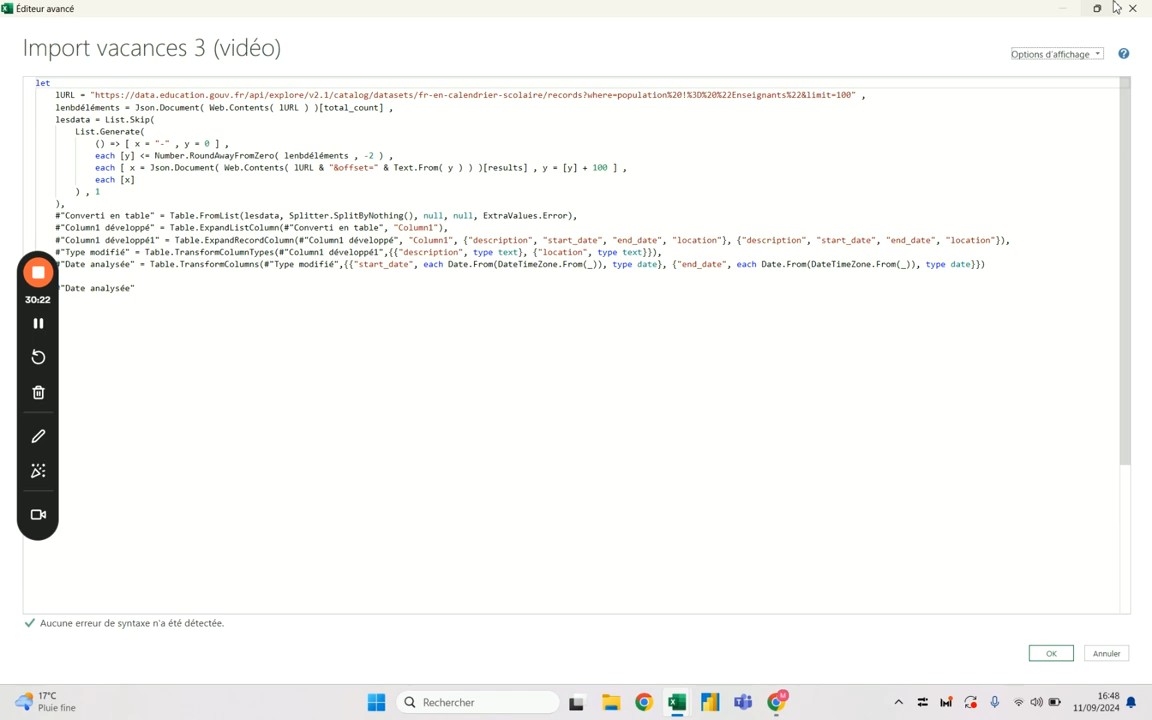 Éditeur avancé
Import vacances 3 (vidéo)
Options d'affichage
?
let
lURL = "https://data.education.gouv.fr/api/explore/v2.1/catalog/datasets/fr-en-calendrier-scolaire/records?where=population%20!%3D%20%22Enseignants%22&limit=100" ,
lenbdéléments = Json.Document( Web.Contents( lURL ) )[total_count] ,
lesdata = List.Skip(
List.Generate(
() => [ x = "-" , y = 0 ] ,
each [y] <= Number.RoundAwayFromZero( lenbdéléments , -2 ) ,
each [ x = Json.Document( Web.Contents( lURL & "&offset=" & Text.From( y ) ) )[results] , y = [y] + 100 ] ,
each [x]
) , 1
),
#"Converti en table" = Table.FromList(lesdata, Splitter.SplitByNothing(), null, null, ExtraValues.Error),
#"Column1 développé" = Table.ExpandListColumn(#"Converti en table", "Column1"),
#"Column1 développé1" = Table.ExpandRecordColumn(#"Column1 développé", "Column1", {"description", "start_date", "end_date", "location"}, {"description", "start_date", "end_date", "location"}),
#"Type modifié" = Table.TransformColumnTypes(#"Column1 développé1",{{"description", type text}, {"location", type text}}),
"Date analysée" = Table.TransformColumns(#"Type modifié",{{"start_date", each Date.From(DateTimeZone.From(_)), type date}, {"end_date", each Date.From(DateTimeZone.From(_)), type date}})
"Date analysée"
30:22
Aucune erreur de syntaxe n'a été détectée.
OK
Annuler
17°C
Pluie fine
Rechercher
M
16:48
11/09/2024